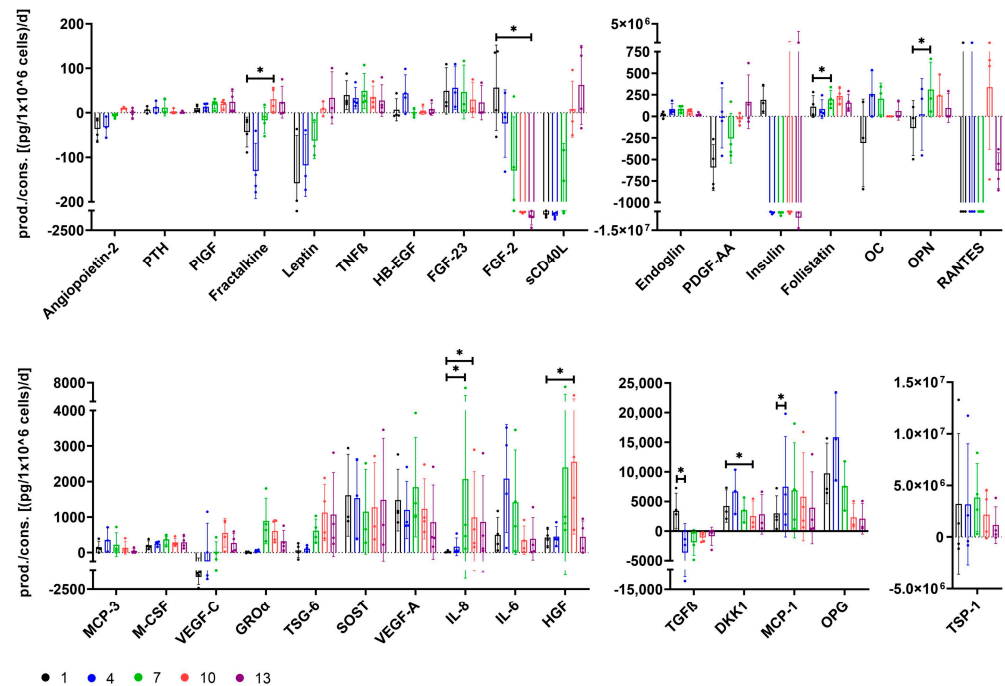 prod./cons. [(pg/1x10^6 cells)/d]
200
100
0
-100
-200
-2500
*
*
Angiopoietin-2
PTH
PlGF
Fractalkine
Leptin
TNFß
HB-EGF
FGF-23
FGF-2
sCD40L
5×10^6
750
500
250
0
-250
-500
-750
-1000
-1.5×10^7
*
*
Endoglin
PDGF-AA
Insulin
Follistatin
OC
OPN
RANTES
prod./cons. [(pg/1x10^6 cells)/d]
8000
4000
3000
2000
1000
0
-2500
*
*
*
MCP-3
M-CSF
VEGF-C
GROα
TSG-6
SOST
VEGF-A
IL-8
IL-6
HGF
25,000
20,000
15,000
10,000
5000
0
-5000
-15,000
*
*
*
TGFß
DKK1
MCP-1
OPG
1.5×10^7
1.0×10^7
5.0×10^6
0
-5.0×10^6
TSP-1
1 4 7 10 13